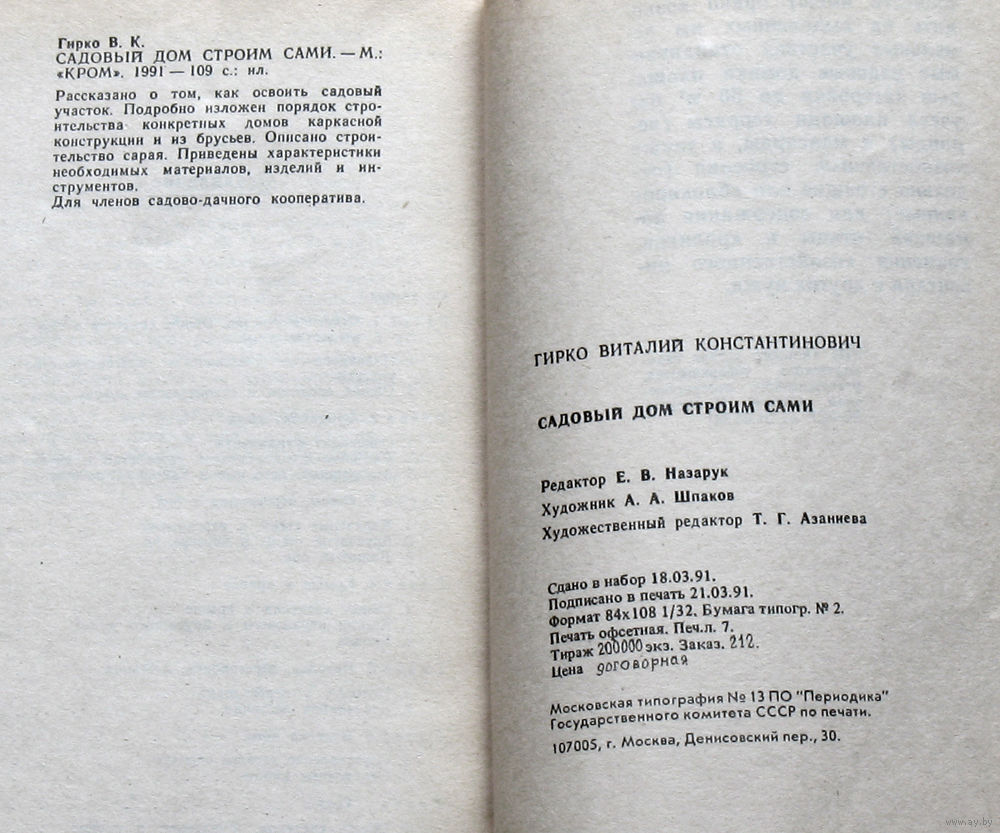 Гирко В. К.
САДОВЫЙ ДОМ СТРОИМ САМИ. — М.:
«КРОМ». 1991 — 109 с.: ил.
Рассказано о том, как освоить садовый
участок. Подробно изложен порядок стро-
ительства конкретных домов каркасной
конструкции и из брусьев. Описано строи-
тельство сарая. Приведены характеристики
необходимых материалов, изделий и ин-
струментов.
Для членов садово-дачного кооператива.
ГИРКО ВИТАЛИЙ КОНСТАНТИНОВИЧ
САДОВЫЙ ДОМ СТРОИМ САМИ
Редактор Е. В. Назарук
Художник А. А. Шпаков
Художественный редактор Т. Г. Азаниева
Сдано в набор 18.03.91.
Подписано в печать 21.03.91.
Формат 84x108 1/32. Бумага типогр. № 2.
Печать офсетная. Печ.л. 7.
Тираж 200000 экз. Заказ. 212.
Цена договорная
Московская типография № 13 ПО "Периодика"
Государственного комитета СССР по печати.
107005, г. Москва, Денисовский пер., 30.
www.ay.by